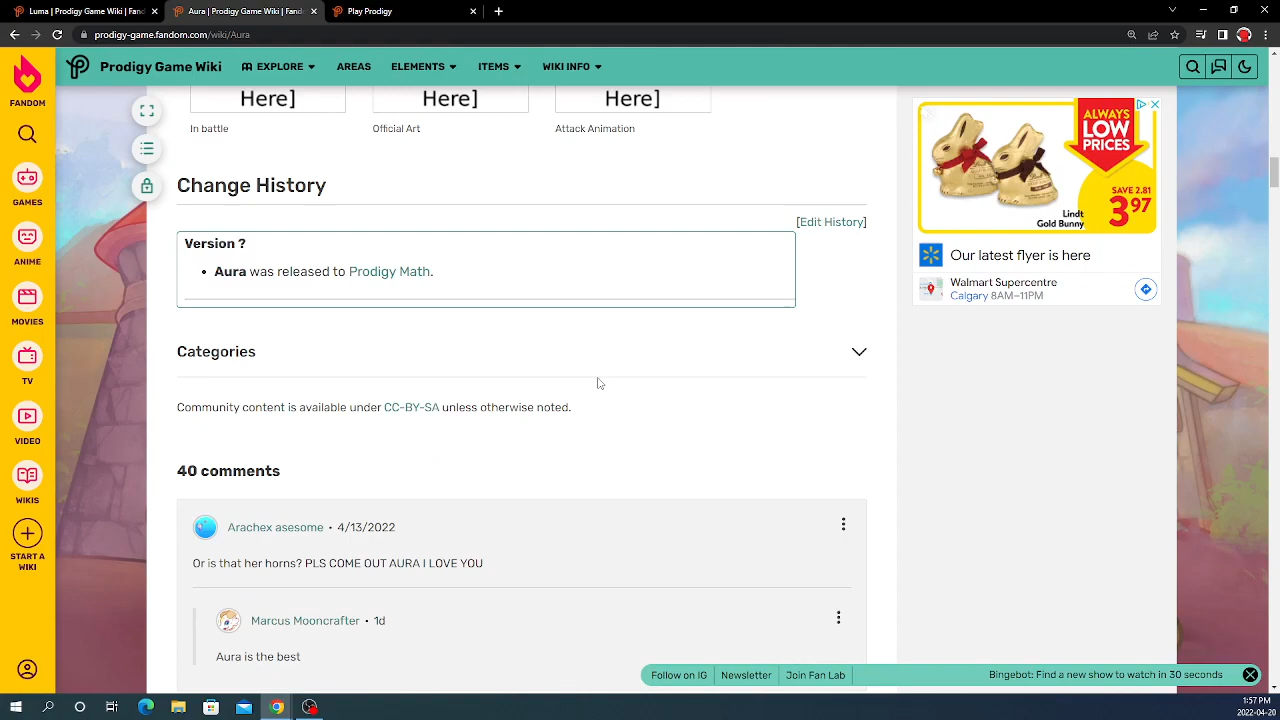 Luma | Prodigy Game Wiki | Fand
Aura | Prodigy Game Wiki | Fando
Play Prodigy
prodigy-game.fandom.com/wiki/Aura
FANDOM
GAMES
ANIME
MOVIES
TV
VIDEO
WIKIS
START A
WIKI
Prodigy Game Wiki
EXPLORE
AREAS
ELEMENTS
ITEMS
WIKI INFO
Here]
Here]
Here]
In battle
Official Art
Attack Animation
Change History
[Edit History]
Version ?
• Aura was released to Prodigy Math.
Categories
Community content is available under CC-BY-SA unless otherwise noted.
40 comments
Arachex asesome • 4/13/2022
Or is that her horns? PLS COME OUT AURA I LOVE YOU
Marcus Mooncrafter • 1d
Aura is the best
ALWAYS
LOW
PRICES
SAVE 2.81
3.97
Lindt
Gold Bunny
Our latest flyer is here
Walmart Supercentre
Calgary 8AM–11PM
Follow on IG
Newsletter
Join Fan Lab
Bingebot: Find a new show to watch in 30 seconds
1:57 PM
2022-04-20